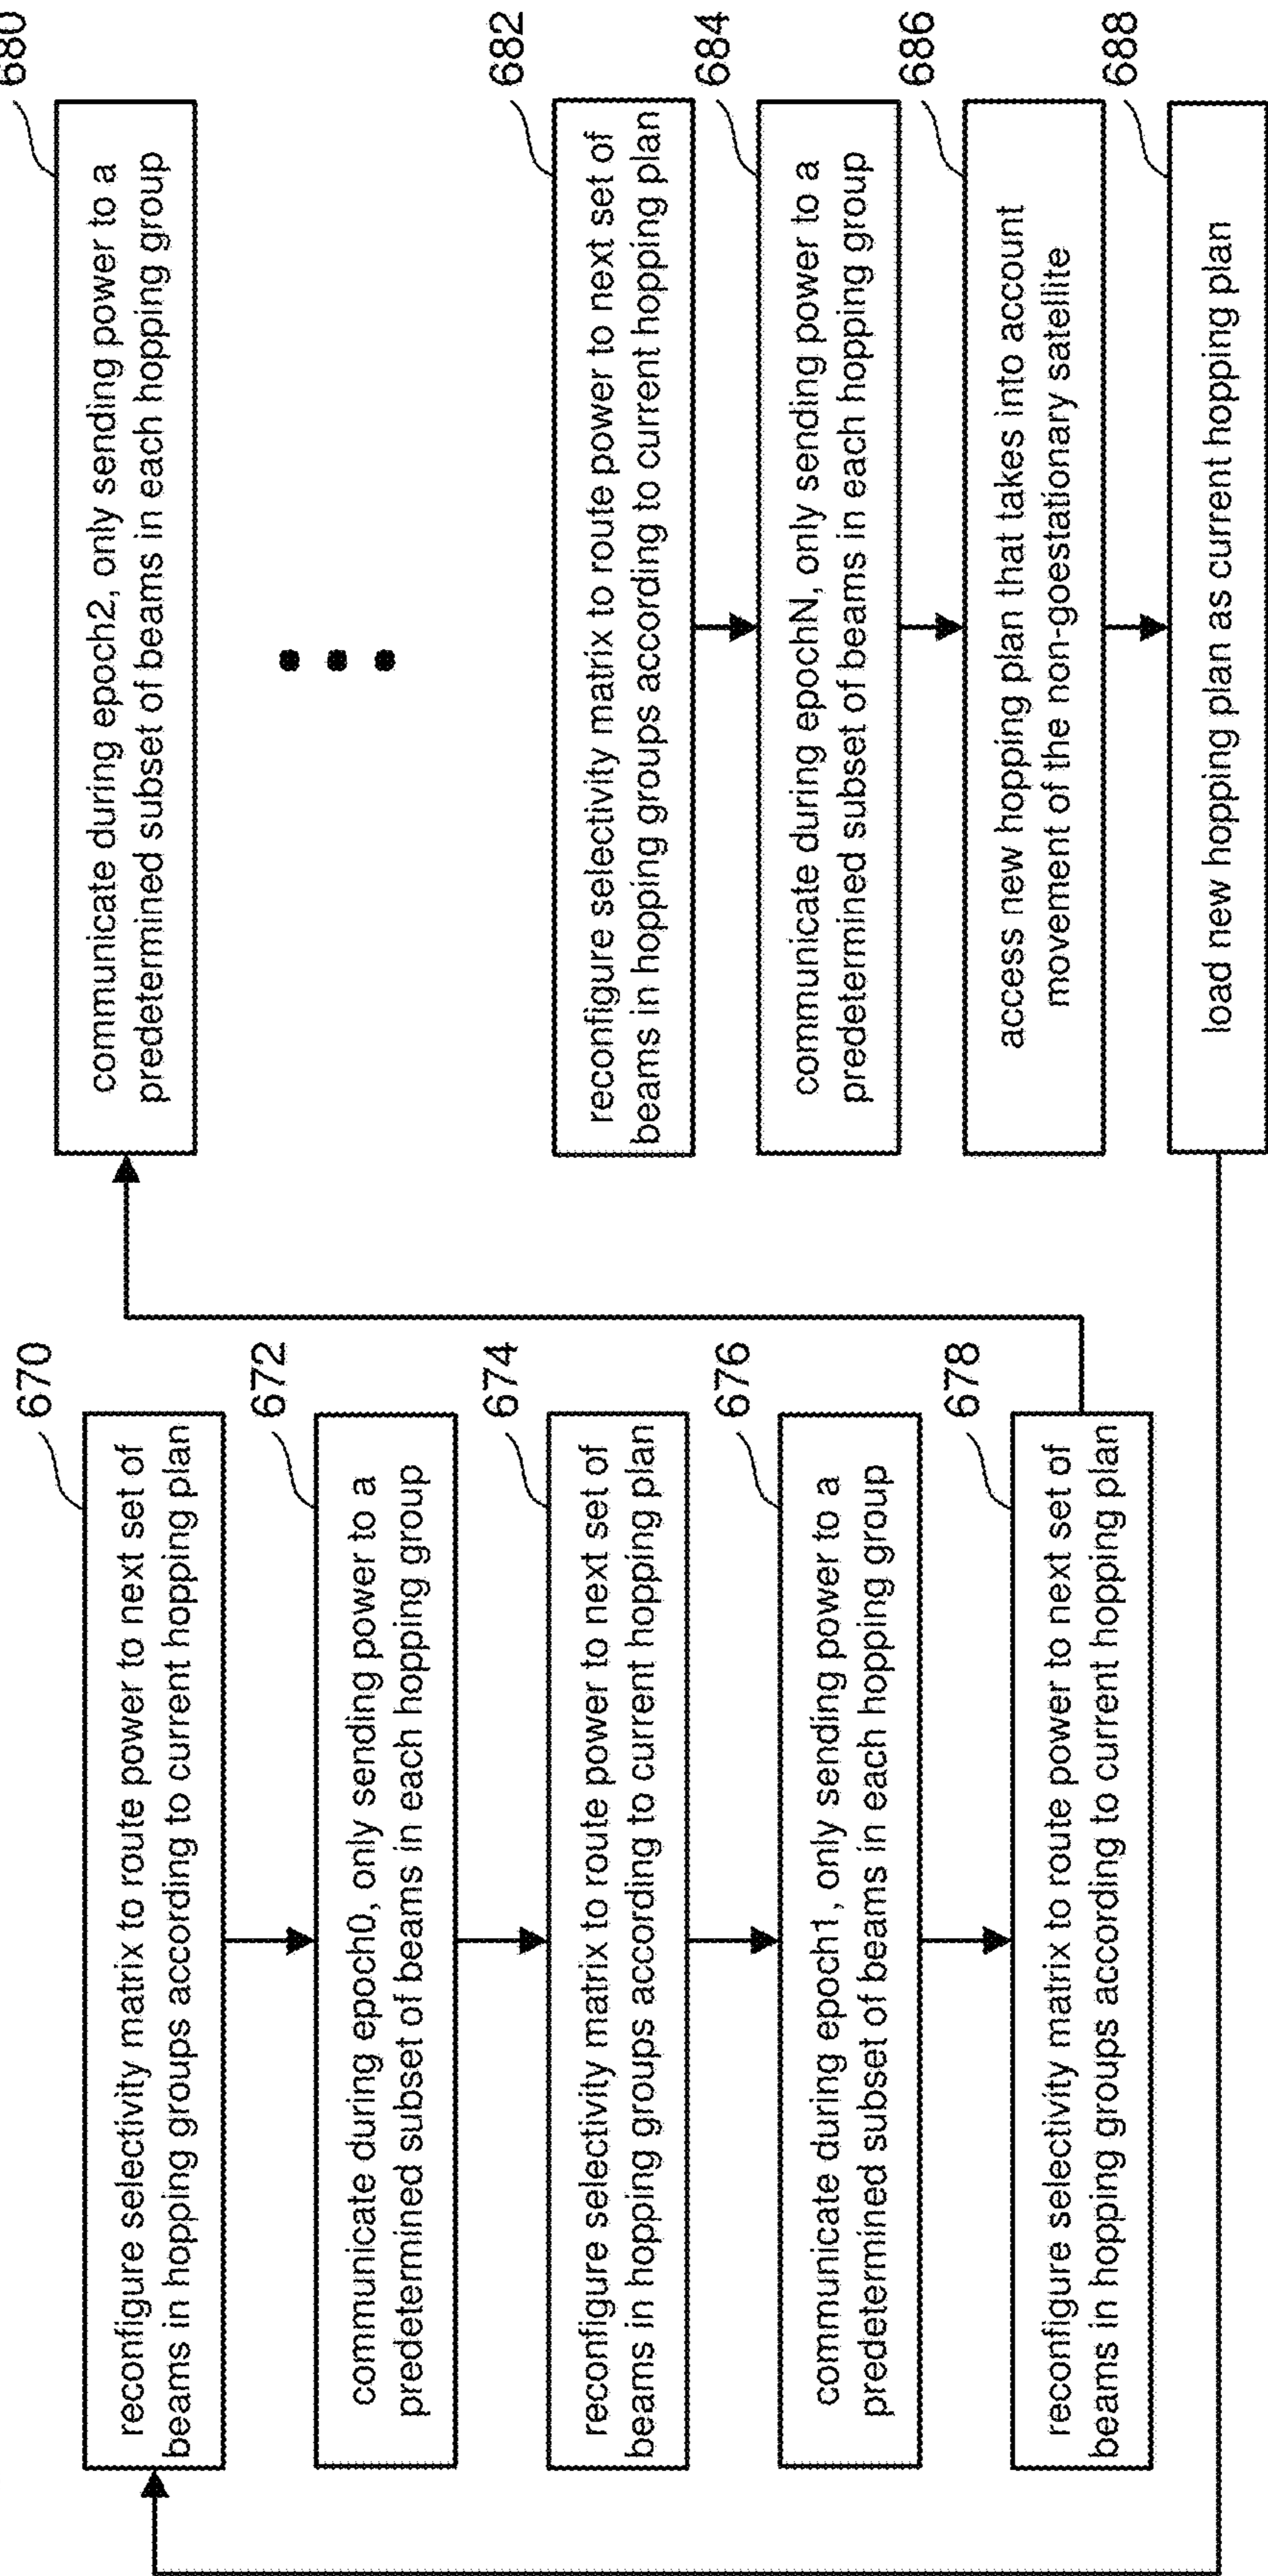 670
reconfigure selectivity matrix to route power to next set of
beams in hopping groups according to current hopping plan
672
communicate during epoch0, only sending power to a
predetermined subset of beams in each hopping group
674
reconfigure selectivity matrix to route power to next set of
beams in hopping groups according to current hopping plan
676
communicate during epoch1, only sending power to a
predetermined subset of beams in each hopping group
678
reconfigure selectivity matrix to route power to next set of
beams in hopping groups according to current hopping plan
680
communicate during epoch2, only sending power to a
predetermined subset of beams in each hopping group
682
reconfigure selectivity matrix to route power to next set of
beams in hopping groups according to current hopping plan
684
communicate during epochN, only sending power to a
predetermined subset of beams in each hopping group
686
access new hopping plan that takes into account
movement of the non-goestationary satellite
688
load new hopping plan as current hopping plan